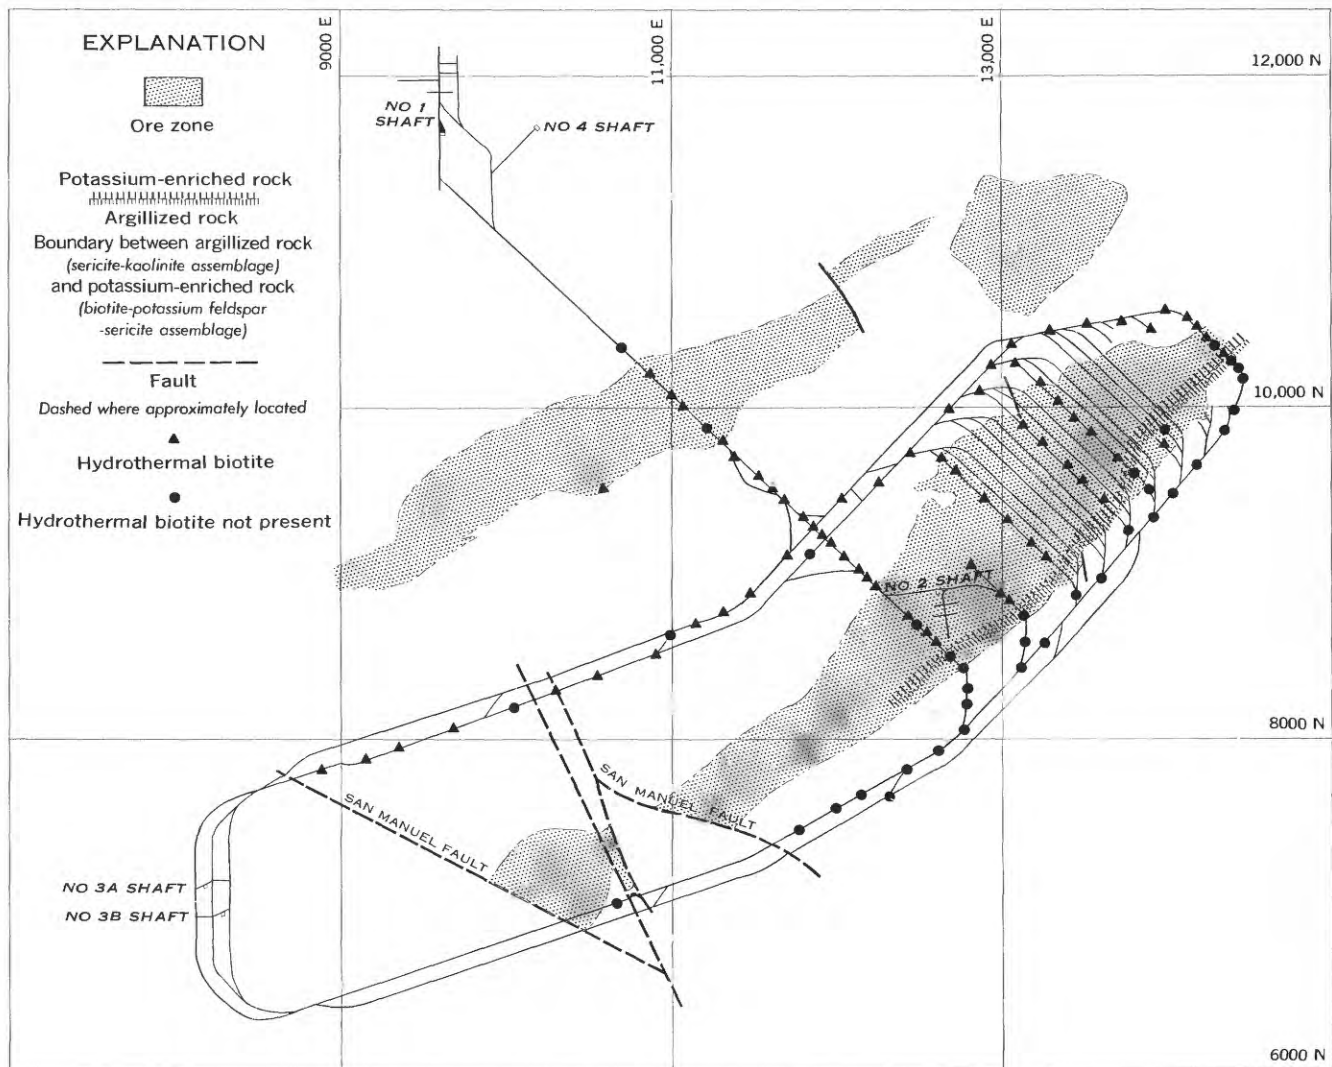 EXPLANATION
Ore zone
Potassium-enriched rock
Argillized rock
Boundary between argillized rock
(sericite-kaolinite assemblage)
and potassium-enriched rock
(biotite-potassium feldspar
-sericite assemblage)
Fault
Dashed where approximately located
Hydrothermal biotite
Hydrothermal biotite not present
9000 E
11,000 E
13,000 E
12,000 N
NO 1
SHAFT
NO 4 SHAFT
10,000 N
NO 2 SHAFT
8000 N
SAN MANUEL FAULT
SAN MANUEL FAULT
NO 3A SHAFT
NO 3B SHAFT
6000 N